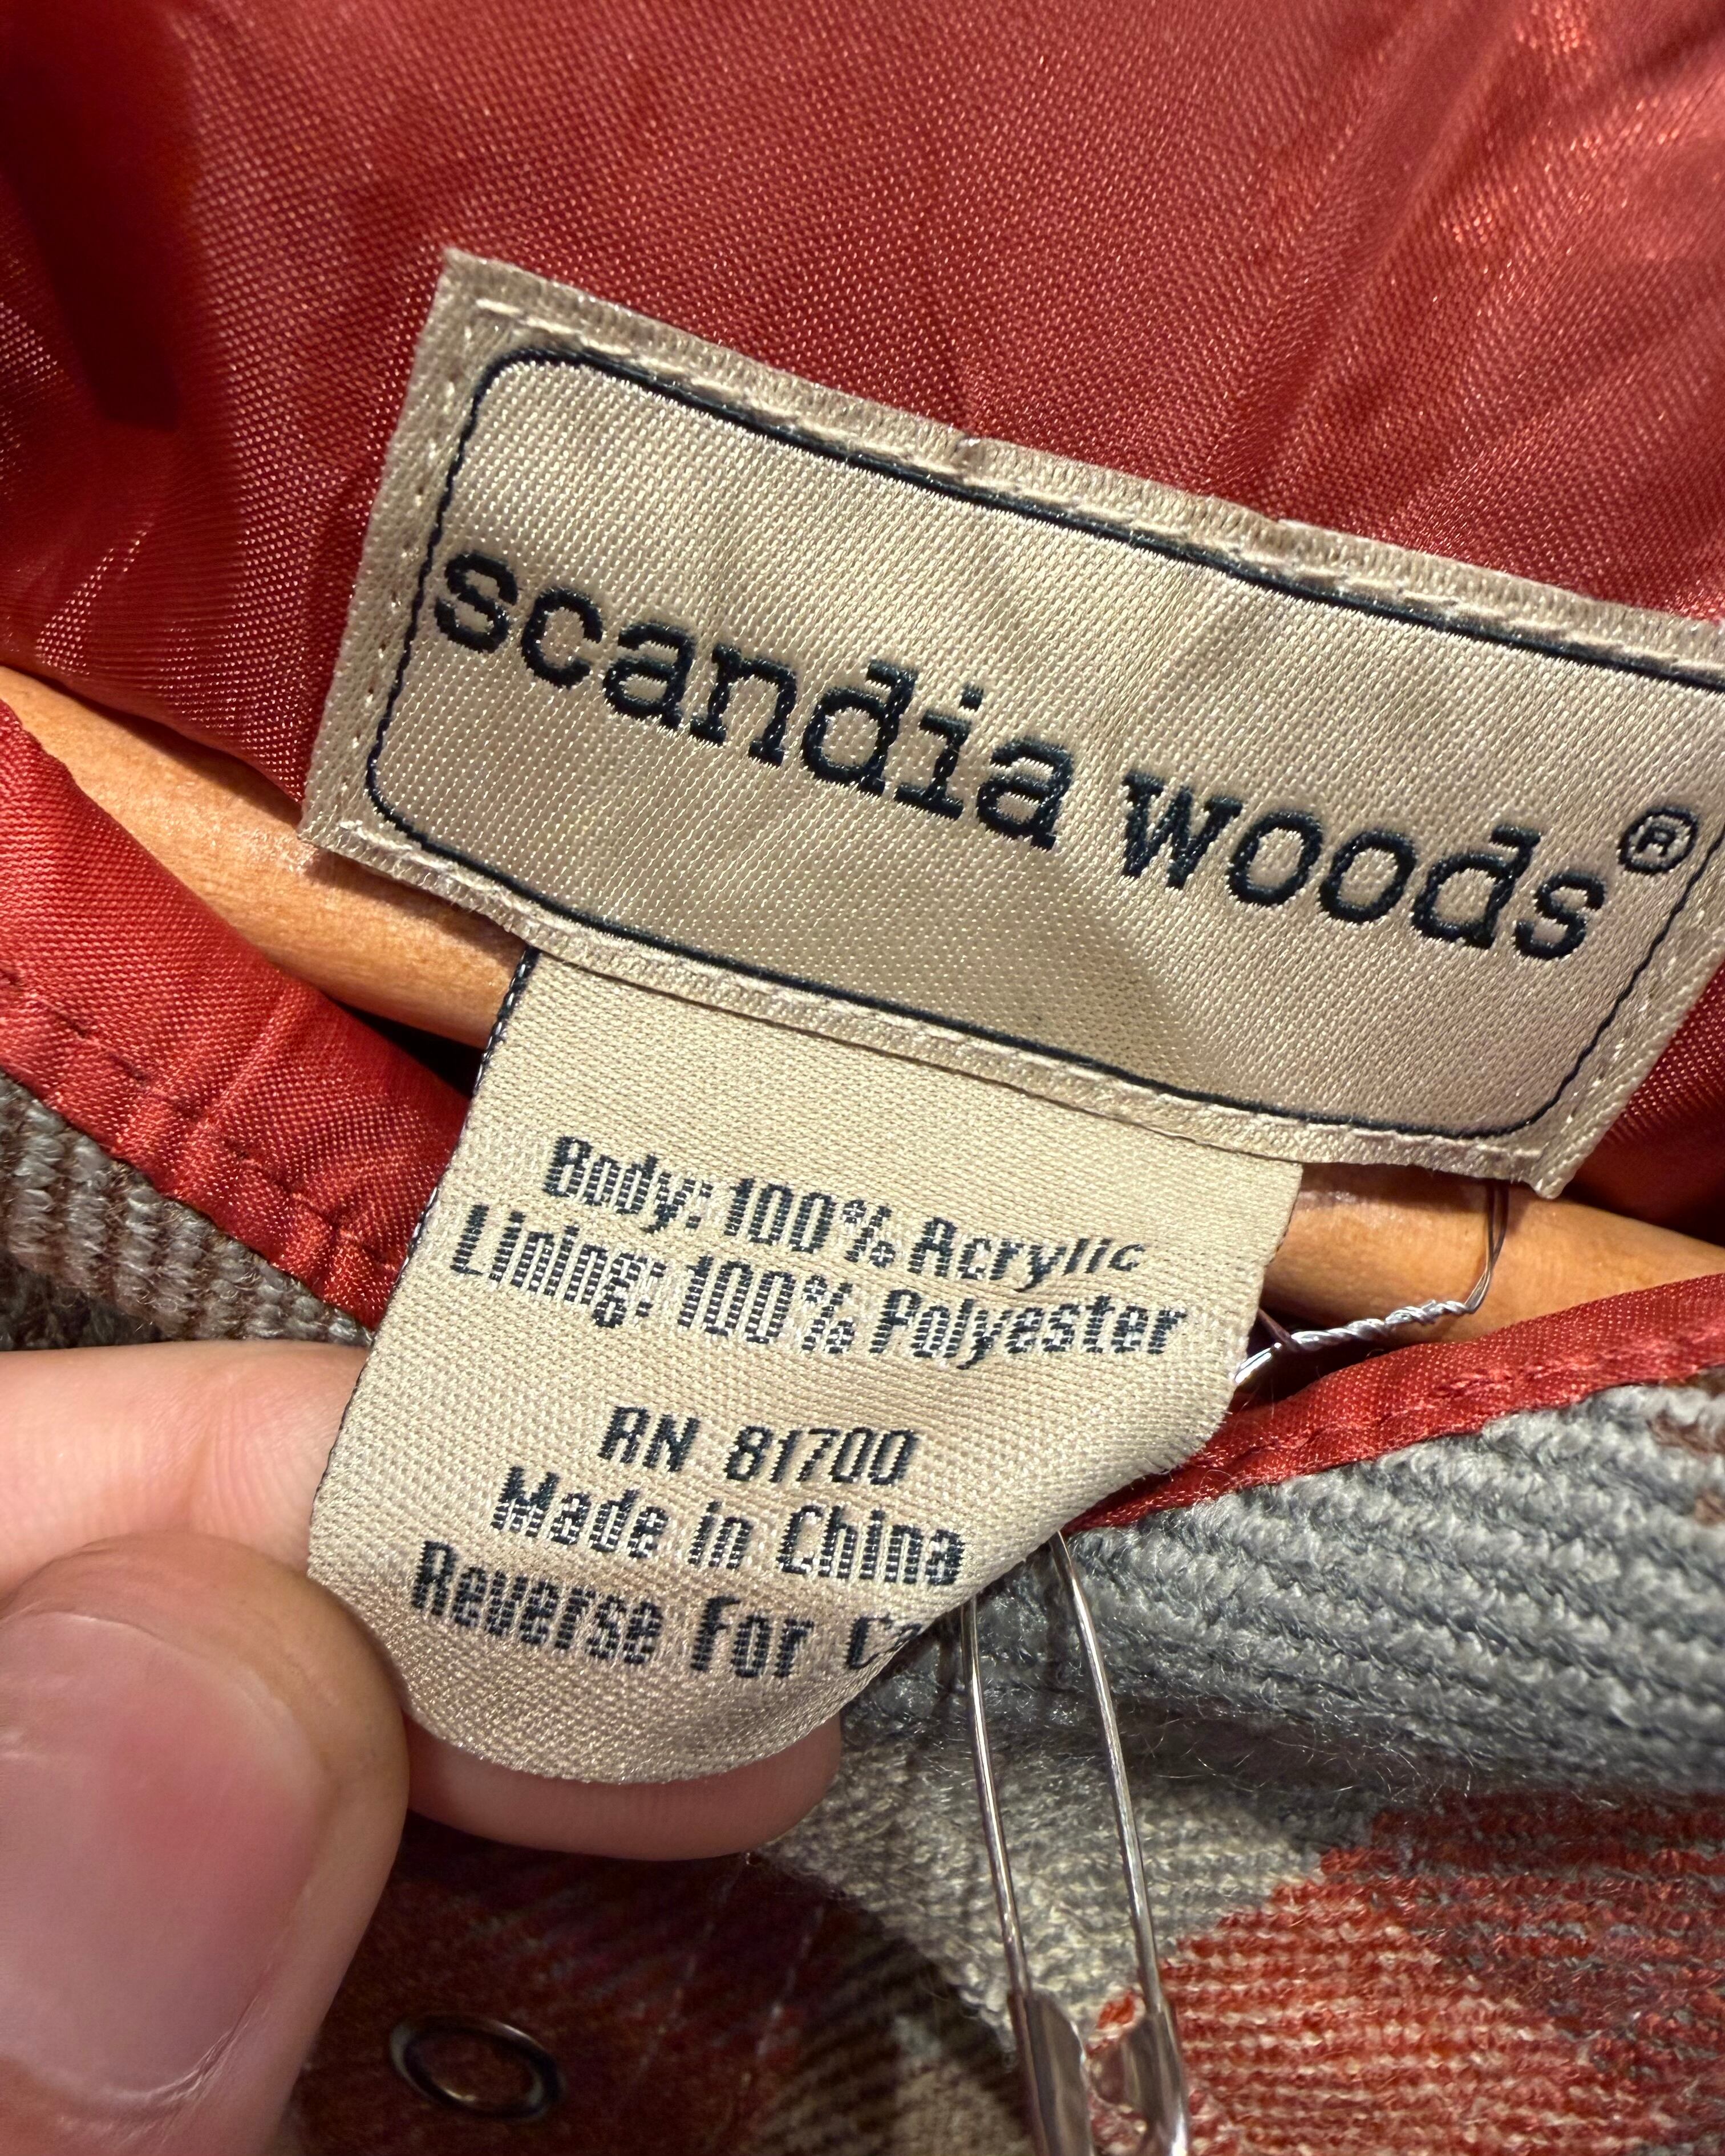 scandia woods®
Body: 100% Acrylic
Lining: 100% Polyester
RN 81700
Made in China
Reverse For